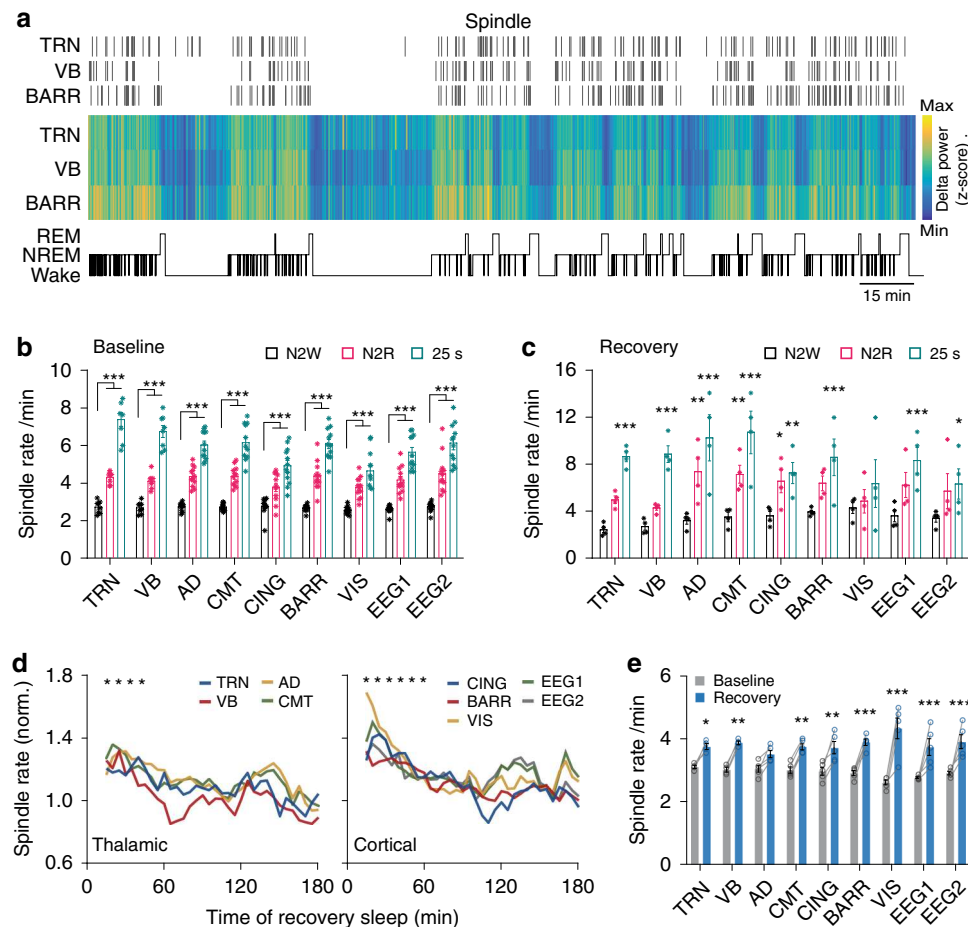 a
Spindle
TRN
VB
BARR
TRN
VB
BARR
Max
Delta power
(z-score) .
Min
REM
NREM
Wake
15 min
b
Baseline
N2W
N2R
25 s
Spindle rate /min
10
8
6
4
2
0
***
***
***
***
***
***
***
***
***
TRN
VB
AD
CMT
CING
BARR
VIS
EEG1
EEG2
c
Recovery
N2W
N2R
25 s
Spindle rate /min
16
12
8
4
0
***
***
**
***
**
***
*
**
***
***
*
TRN
VB
AD
CMT
CING
BARR
VIS
EEG1
EEG2
d
Spindle rate (norm.)
1.8
1.4
1.0
0.6
* * * *
TRN
AD
VB
CMT
Thalamic
0
60
120
180
* * * * * *
CING
EEG1
BARR
EEG2
VIS
Cortical
0
60
120
180
Time of recovery sleep (min)
e
Baseline
Recovery
Spindle rate /min
6
4
2
0
*
**
**
**
***
***
***
***
TRN
VB
AD
CMT
CING
BARR
VIS
EEG1
EEG2